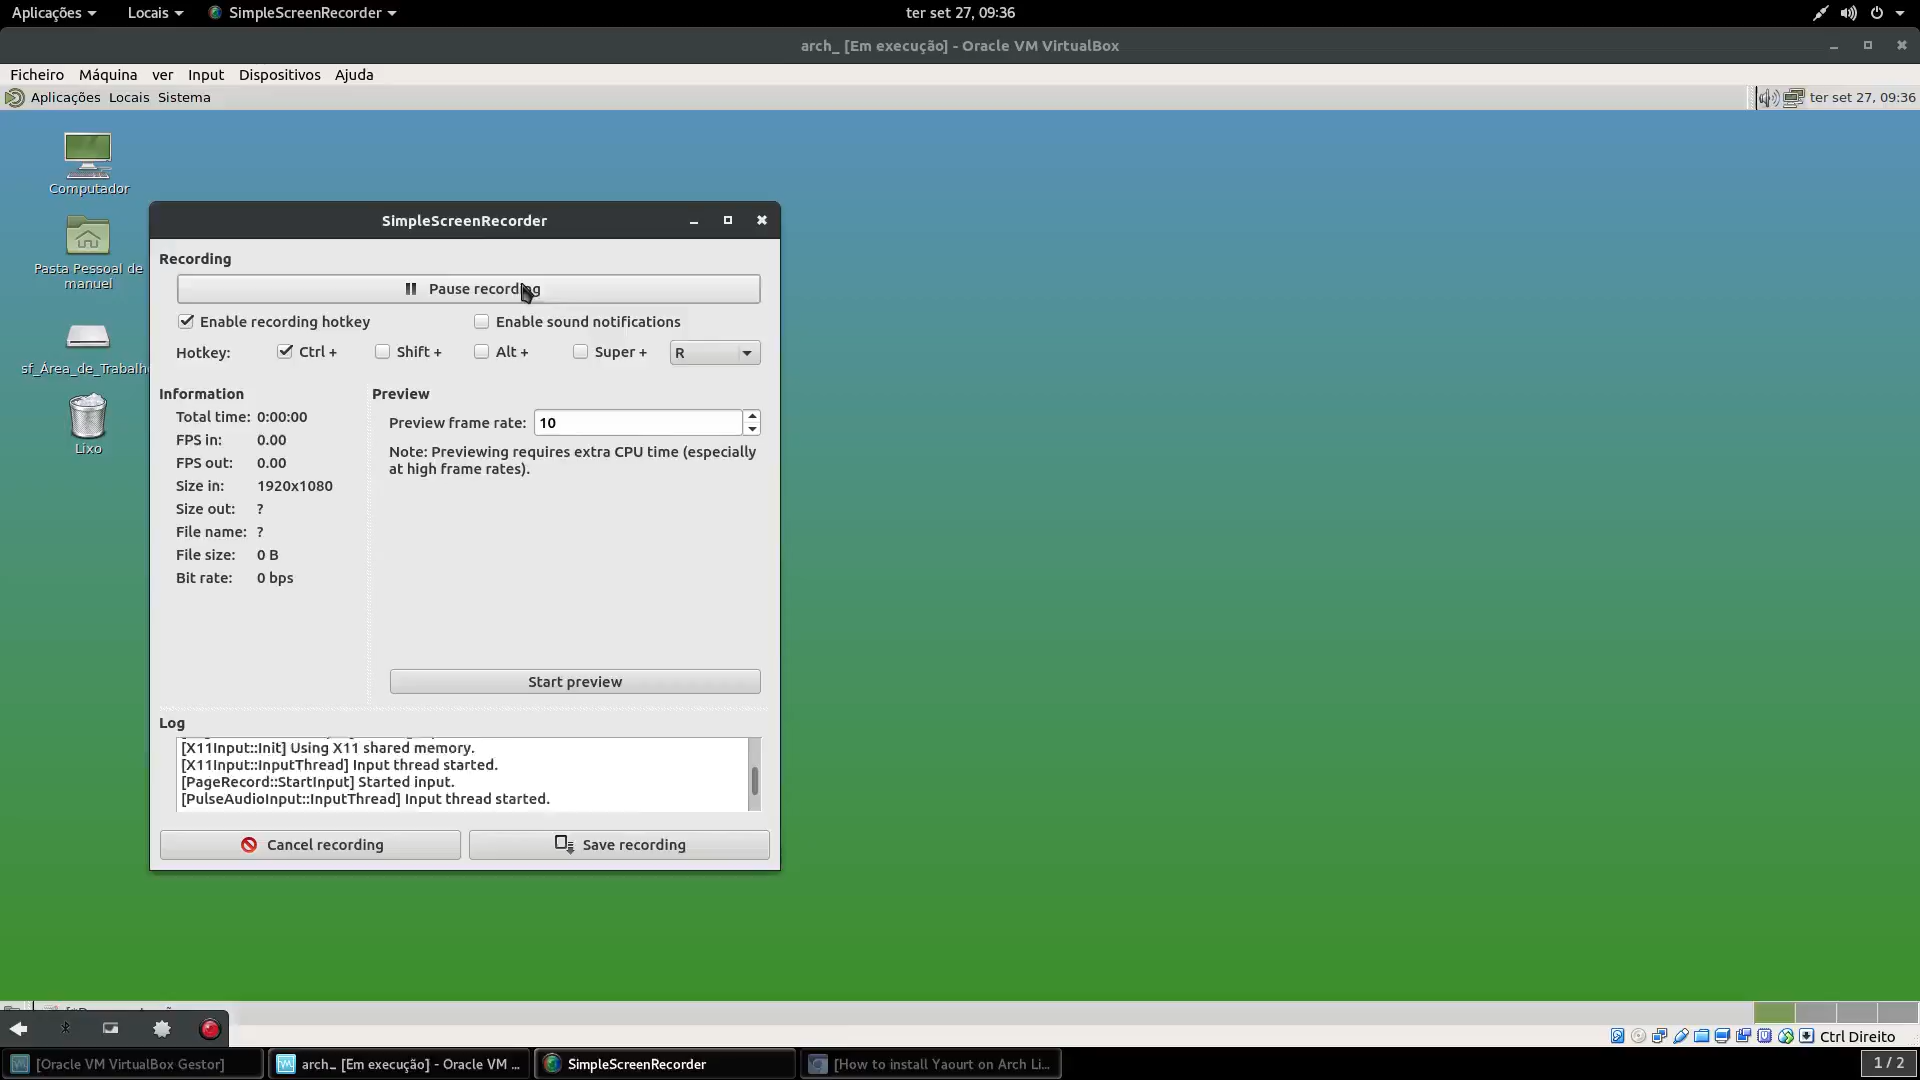 Aplicações
Locais
SimpleScreenRecorder
ter set 27, 09:36
arch_ [Em execução] - Oracle VM VirtualBox
Ficheiro Máquina ver Input Dispositivos Ajuda
Aplicações Locais Sistema
ter set 27, 09:36
Computador
Pasta Pessoal de
manuel
sf_Área_de_Trabalh
Lixo
SimpleScreenRecorder
Recording
Pause recording
Enable recording hotkey
Enable sound notifications
Hotkey: Ctrl + Shift + Alt + Super + R
Information
Total time: 0:00:00
FPS in: 0.00
FPS out: 0.00
Size in: 1920x1080
Size out: ?
File name: ?
File size: 0 B
Bit rate: 0 bps
Preview
Preview frame rate: 10
Note: Previewing requires extra CPU time (especially
at high frame rates).
Start preview
Log
[X11Input::Init] Using X11 shared memory.
[X11Input::InputThread] Input thread started.
[PageRecord::StartInput] Started input.
[PulseAudioInput::InputThread] Input thread started.
Cancel recording
Save recording
Ctrl Direito
[Oracle VM VirtualBox Gestor]
arch_ [Em execução] - Oracle VM ...
SimpleScreenRecorder
[How to install Yaourt on Arch Li...
1 / 2